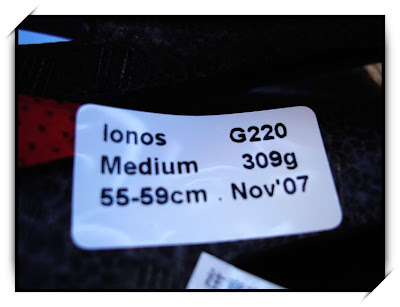 Ionos G220
Medium 309g
55-59cm . Nov'07